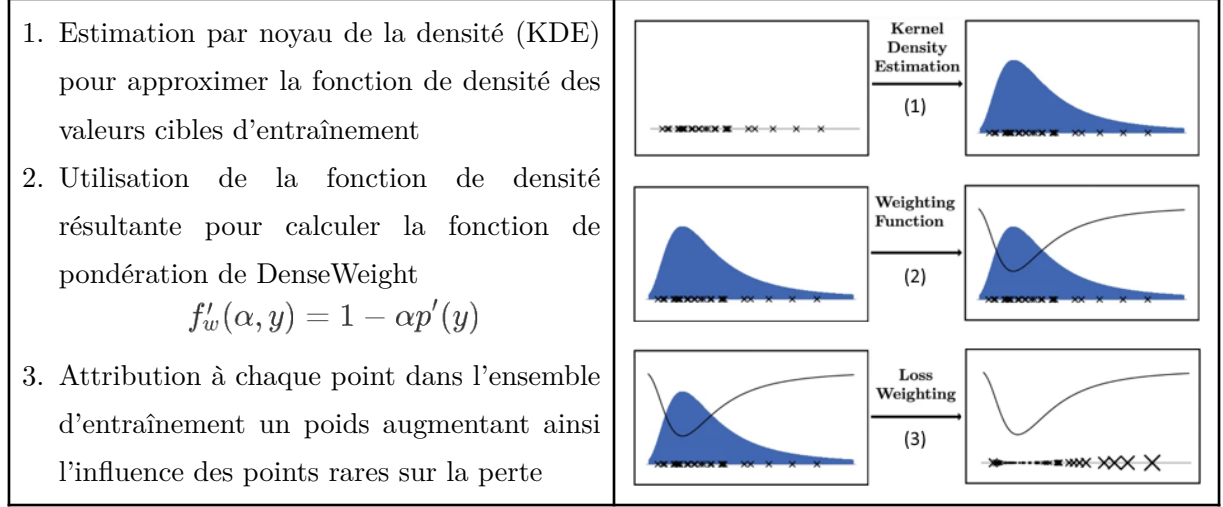 1. Estimation par noyau de la densité (KDE)
pour approximer la fonction de densité des
valeurs cibles d'entraînement
2. Utilisation de la fonction de densité
résultante pour calculer la fonction de
pondération de DenseWeight
f'_w(α, y) = 1 − αp'(y)
3. Attribution à chaque point dans l'ensemble
d'entraînement un poids augmentant ainsi
l'influence des points rares sur la perte
Kernel
Density
Estimation
(1)
Weighting
Function
(2)
Loss
Weighting
(3)